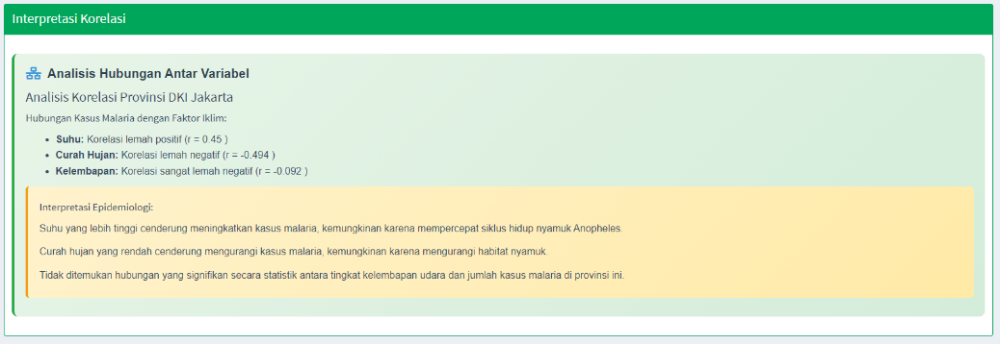 Interpretasi Korelasi
Analisis Hubungan Antar Variabel
Analisis Korelasi Provinsi DKI Jakarta
Hubungan Kasus Malaria dengan Faktor Iklim:
• Suhu: Korelasi lemah positif (r = 0.45 )
• Curah Hujan: Korelasi lemah negatif (r = -0.494 )
• Kelembapan: Korelasi sangat lemah negatif (r = -0.092 )
Interpretasi Epidemiologi:
Suhu yang lebih tinggi cenderung meningkatkan kasus malaria, kemungkinan karena mempercepat siklus hidup nyamuk Anopheles.
Curah hujan yang rendah cenderung mengurangi kasus malaria, kemungkinan karena mengurangi habitat nyamuk.
Tidak ditemukan hubungan yang signifikan secara statistik antara tingkat kelembapan udara dan jumlah kasus malaria di provinsi ini.